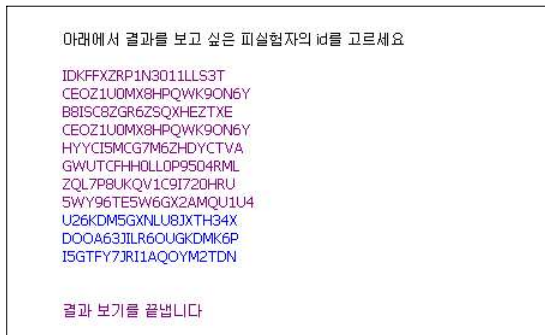 아래에서 결과를 보고 싶은 피실험자의 id를 고르세요
IDKFFXZRP1N3011LLS3T
CEOZ1U0MX8HPQWK9ON6Y
B8ISC8ZGR6ZSQXHEZTXE
CEOZ1U0MX8HPQWK9ON6Y
HYYCI5MCG7M6ZHDYCTVA
GWUTCFHH0LL0P9504RML
ZQL7P8UKQV1C9I720HRU
5WY96TE5W6GX2AMQU1U4
U26KDM5GXNLU8JXTH34X
DOOA63JILR6OUGKDMK6P
I5GTFY7JRI1AQOYM2TDN
결과 보기를 끝냅니다